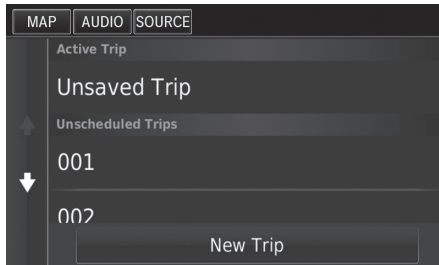 MAP AUDIO SOURCE
Active Trip
Unsaved Trip
Unscheduled Trips
001
002
New Trip